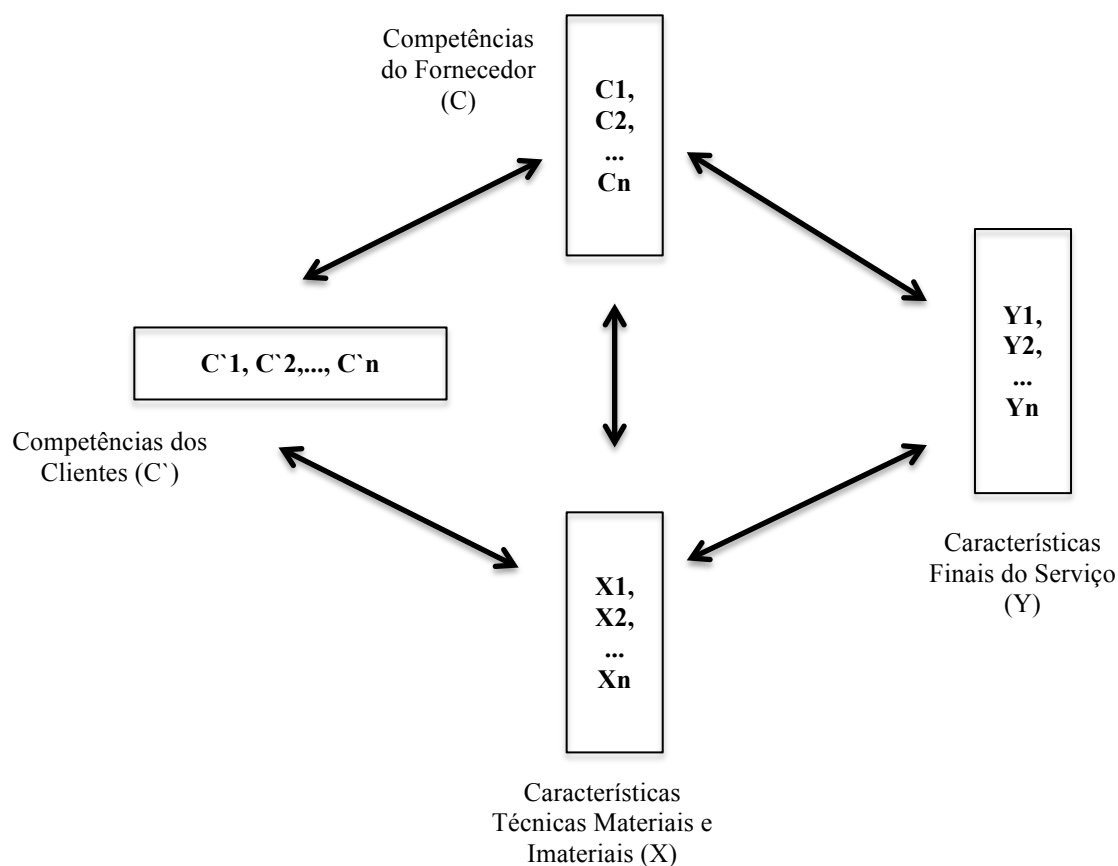 Competências
do Fornecedor
(C)
C1,
C2,
...
Cn
C`1, C`2,..., C`n
Competências dos
Clientes (C`)
Y1,
Y2,
...
Yn
Características
Finais do Serviço
(Y)
X1,
X2,
...
Xn
Características
Técnicas Materiais e
Imateriais (X)